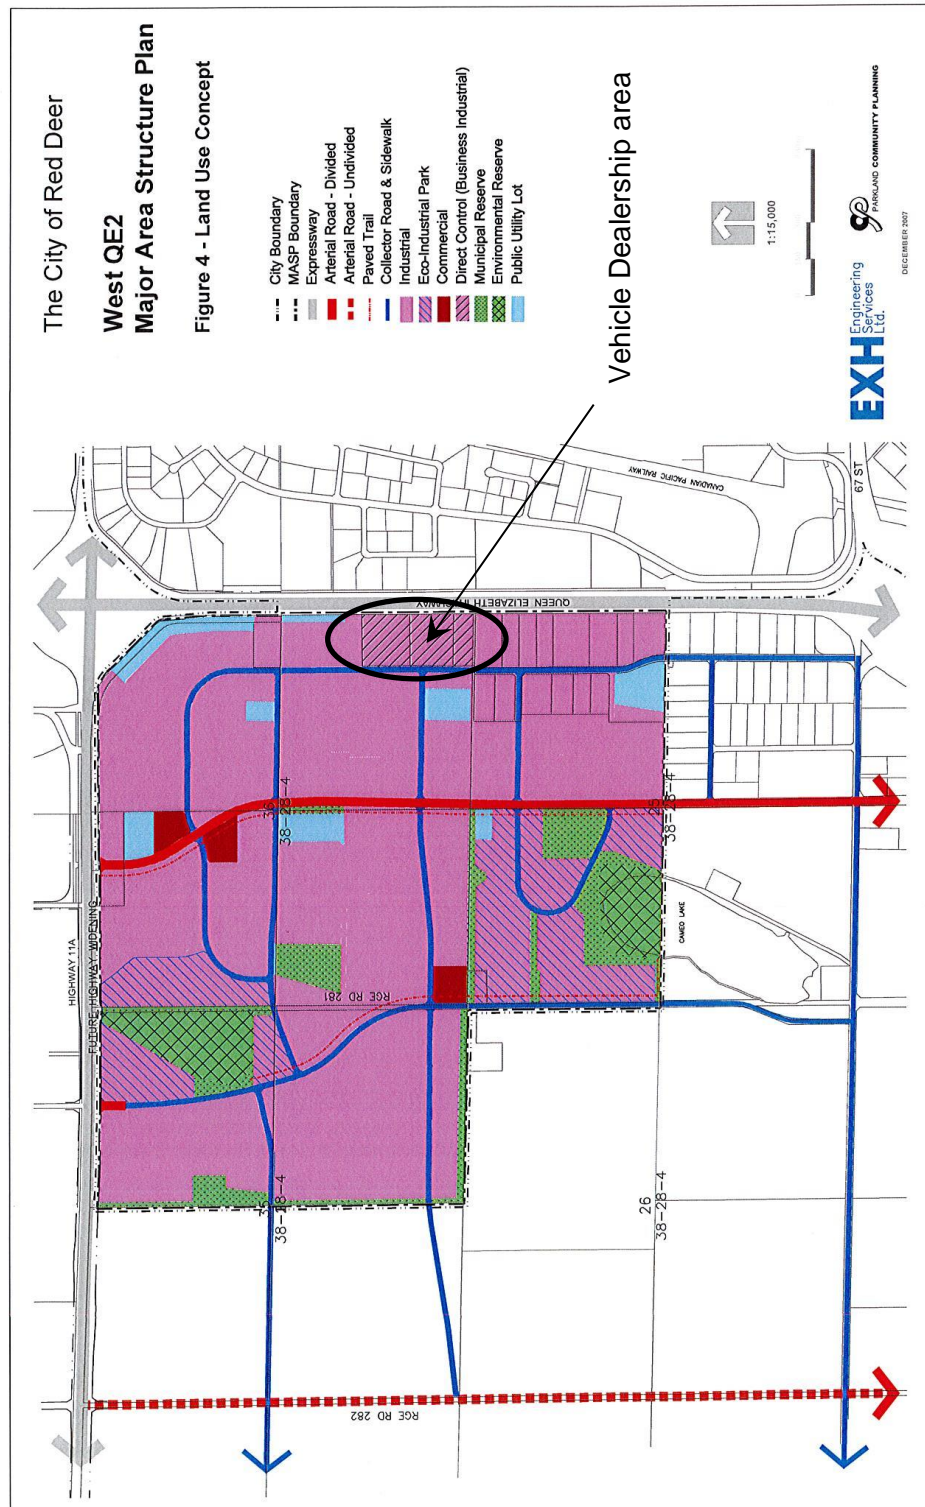 The City of Red Deer
West QE2
Major Area Structure Plan
Figure 4 - Land Use Concept
City Boundary
MASP Boundary
Expressway
Arterial Road - Divided
Arterial Road - Undivided
Paved Trail
Collector Road & Sidewalk
Industrial
Eco-Industrial Park
Commercial
Direct Control (Business Industrial)
Municipal Reserve
Environmental Reserve
Public Utility Lot
Vehicle Dealership area
1:15,000
EXH Engineering
Services
Ltd.
PARKLAND COMMUNITY PLANNING
DECEMBER 2007
HIGHWAY 11A
FUTURE HIGHWAY WIDENING
QUEEN ELIZABETH
CANADIAN PACIFIC RAILWAY
67 ST
RGE RD 281
RGE RD 282
CAMEO LAKE
36
38-28-4
25
38-28-4
38-28-4
26
38-28-4